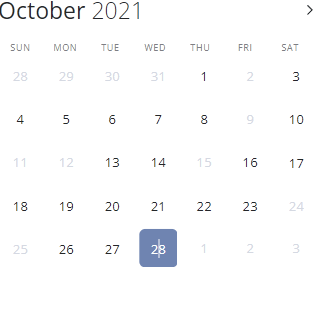 October 2021
SUN MON TUE WED THU FRI SAT
28 29 30 31 1 2 3
4 5 6 7 8 9 10
11 12 13 14 15 16 17
18 19 20 21 22 23 24
25 26 27 28 1 2 3